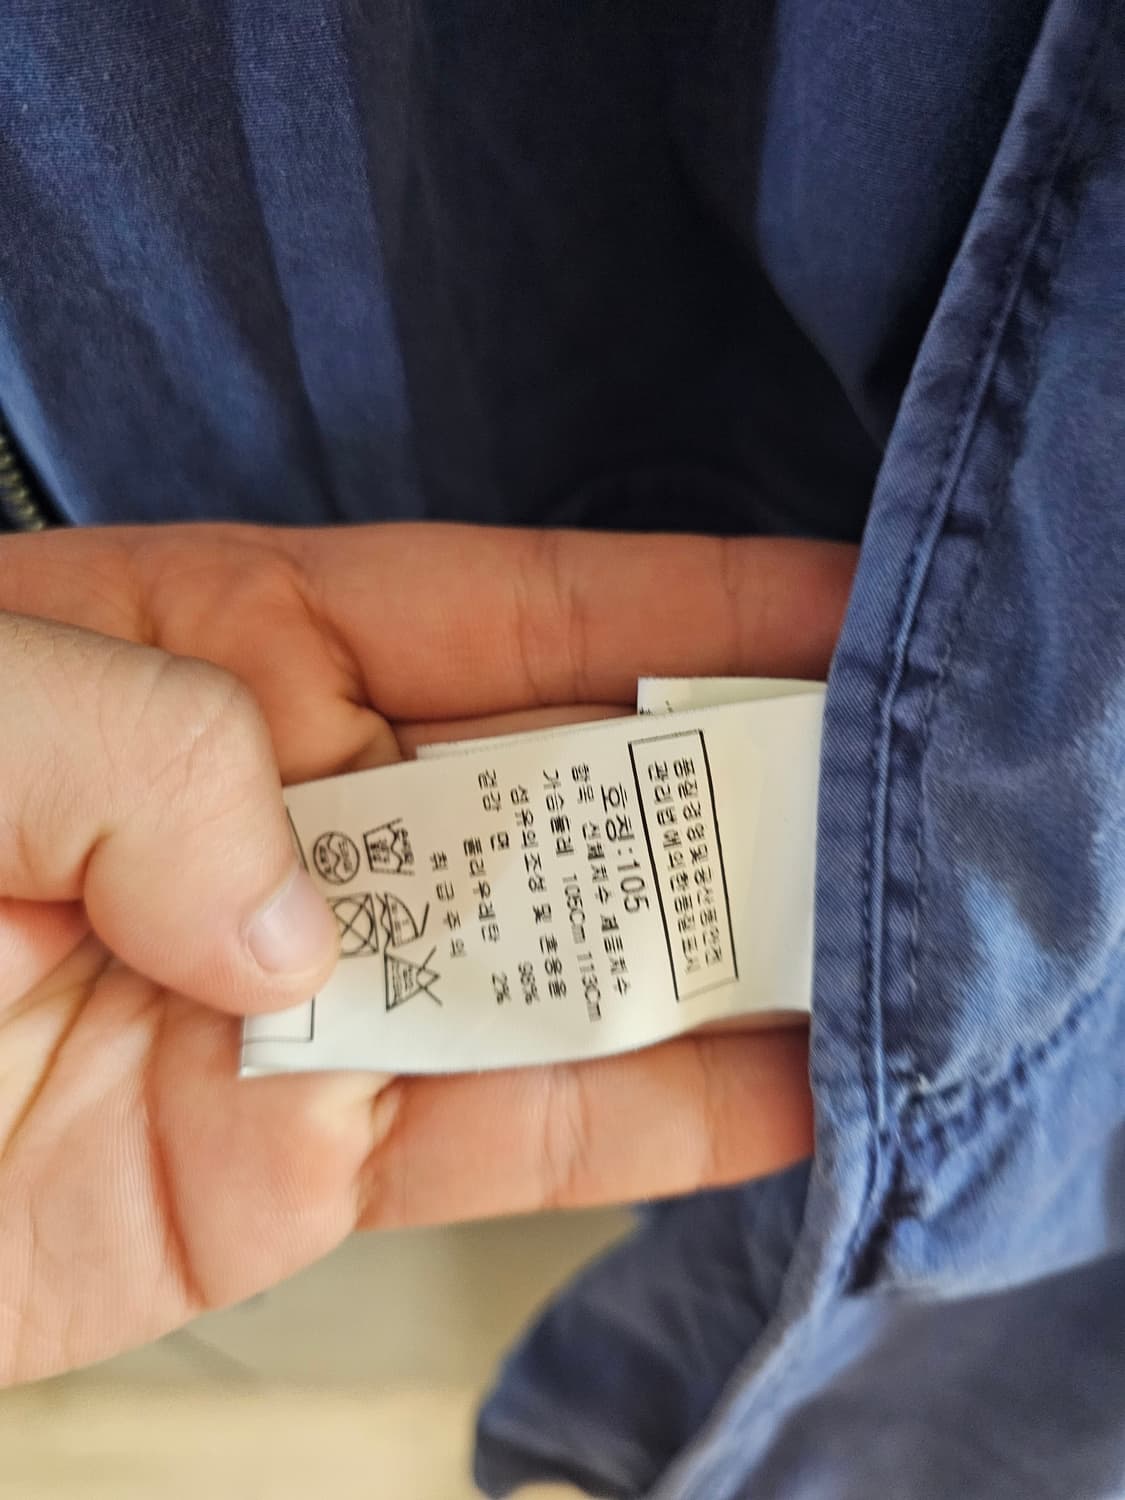 품질경영및공산품안전
관리법에의한품질표시
호칭:105
항목 신체치수 제품치수
가슴둘레 105Cm 113Cm
섬유의조성 및 혼용율
겉감 면 98%
폴리우레탄 2%
취 급 주 의